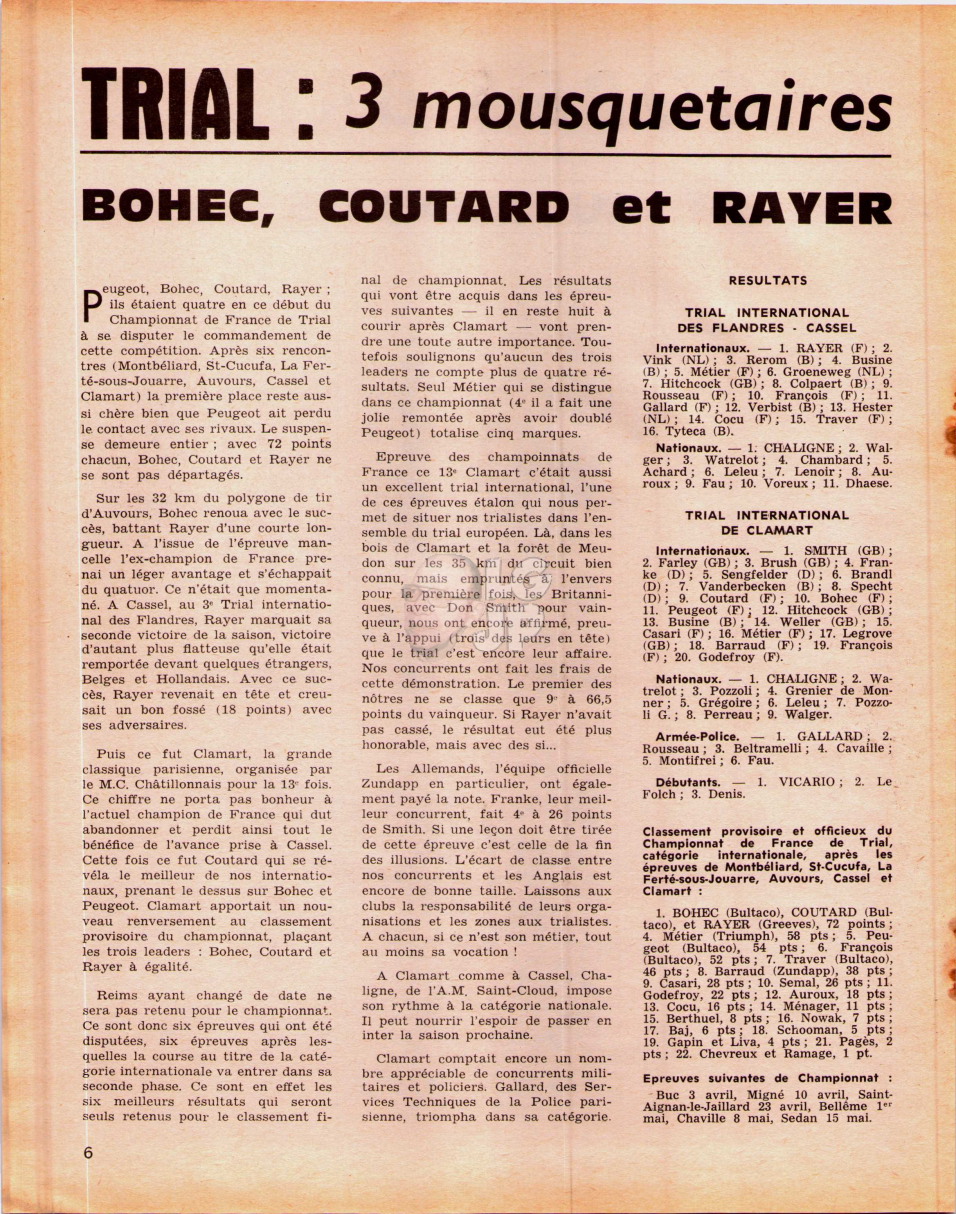 TRIAL : 3 mousquetaires
BOHEC, COUTARD et RAYER
Peugeot, Bohec, Coutard, Rayer ;
ils étaient quatre en ce début du
Championnat de France de Trial
à se disputer le commandement de
cette compétition. Après six rencon-
tres (Montbéliard, St-Cucufa, La Fer-
té-sous-Jouarre, Auvours, Cassel et
Clamart) la première place reste aus-
si chère bien que Peugeot ait perdu
le contact avec ses rivaux. Le suspen-
se demeure entier ; avec 72 points
chacun, Bohec, Coutard et Rayer ne
se sont pas départagés.
Sur les 32 km du polygone de tir
d'Auvours, Bohec renoua avec le suc-
cès, battant Rayer d'une courte lon-
gueur. A l'issue de l'épreuve man-
celle l'ex-champion de France pre-
nai un léger avantage et s'échappait
du quatuor. Ce n'était que momenta-
né. A Cassel, au 3e Trial internatio-
nal des Flandres, Rayer marquait sa
seconde victoire de la saison, victoire
d'autant plus flatteuse qu'elle était
remportée devant quelques étrangers,
Belges et Hollandais. Avec ce suc-
cès, Rayer revenait en tête et creu-
sait un bon fossé (18 points) avec
ses adversaires.
Puis ce fut Clamart, la grande
classique parisienne, organisée par
le M.C. Châtillonnais pour la 13e fois.
Ce chiffre ne porta pas bonheur à
l'actuel champion de France qui dut
abandonner et perdit ainsi tout le
bénéfice de l'avance prise à Cassel.
Cette fois ce fut Coutard qui se ré-
véla le meilleur de nos internatio-
naux, prenant le dessus sur Bohec et
Peugeot. Clamart apportait un nou-
veau renversement au classement
provisoire du championnat, plaçant
les trois leaders : Bohec, Coutard et
Rayer à égalité.
Reims ayant changé de date ne
sera pas retenu pour le championnat.
Ce sont donc six épreuves qui ont été
disputées, six épreuves après les-
quelles la course au titre de la caté-
gorie internationale va entrer dans sa
seconde phase. Ce sont en effet les
six meilleurs résultats qui seront
seuls retenus pour le classement fi-
nal de championnat. Les résultats
qui vont être acquis dans les épreu-
ves suivantes — il en reste huit à
courir après Clamart — vont pren-
dre une toute autre importance. Tou-
tefois soulignons qu'aucun des trois
leaders ne compte plus de quatre ré-
sultats. Seul Métier qui se distingue
dans ce championnat (4e il a fait une
jolie remontée après avoir doublé
Peugeot) totalise cinq marques.
Epreuve des champoinnats de
France ce 13e Clamart c'était aussi
un excellent trial international, l'une
de ces épreuves étalon qui nous per-
met de situer nos trialistes dans l'en-
semble du trial européen. Là, dans les
bois de Clamart et la forêt de Meu-
don sur les 35 km du circuit bien
connu, mais empruntés à l'envers
pour la première fois, les Britanni-
ques, avec Don Smith pour vain-
queur, nous ont encore affirmé, preu-
ve à l'appui (trois des leurs en tête)
que le trial c'est encore leur affaire.
Nos concurrents ont fait les frais de
cette démonstration. Le premier des
nôtres ne se classe que 9e à 66,5
points du vainqueur. Si Rayer n'avait
pas cassé, le résultat eut été plus
honorable, mais avec des si...
Les Allemands, l'équipe officielle
Zundapp en particulier, ont égale-
ment payé la note. Franke, leur meil-
leur concurrent, fait 4e à 26 points
de Smith. Si une leçon doit être tirée
de cette épreuve c'est celle de la fin
des illusions. L'écart de classe entre
nos concurrents et les Anglais est
encore de bonne taille. Laissons aux
clubs la responsabilité de leurs orga-
nisations et les zones aux trialistes.
A chacun, si ce n'est son métier, tout
au moins sa vocation !
A Clamart comme à Cassel, Cha-
ligne, de l'A.M. Saint-Cloud, impose
son rythme à la catégorie nationale.
Il peut nourrir l'espoir de passer en
inter la saison prochaine.
Clamart comptait encore un nom-
bre appréciable de concurrents mili-
taires et policiers. Gallard, des Ser-
vices Techniques de la Police pari-
sienne, triompha dans sa catégorie.
RESULTATS
TRIAL INTERNATIONAL
DES FLANDRES - CASSEL
Internationaux. — 1. RAYER (F) ; 2.
Vink (NL) ; 3. Rerom (B) ; 4. Busine
(B) ; 5. Métier (F) ; 6. Groeneweg (NL) ;
7. Hitchcock (GB) ; 8. Colpaert (B) ; 9.
Rousseau (F) ; 10. François (F) ; 11.
Gallard (F) ; 12. Verbist (B) ; 13. Hester
(NL) ; 14. Cocu (F) ; 15. Traver (F) ;
16. Tyteca (B).
Nationaux. — 1. CHALIGNE ; 2. Wal-
ger ; 3. Watrelot ; 4. Chambard ; 5.
Achard ; 6. Leleu ; 7. Lenoir ; 8. Au-
roux ; 9. Fau ; 10. Voreux ; 11. Dhaese.
TRIAL INTERNATIONAL
DE CLAMART
Internationaux. — 1. SMITH (GB) ;
2. Farley (GB) ; 3. Brush (GB) ; 4. Fran-
ke (D) ; 5. Sengfelder (D) ; 6. Brandl
(D) ; 7. Vanderbecken (B) ; 8. Specht
(D) ; 9. Coutard (F) ; 10. Bohec (F) ;
11. Peugeot (F) ; 12. Hitchcock (GB) ;
13. Busine (B) ; 14. Weller (GB) ; 15.
Casari (F) ; 16. Métier (F) ; 17. Legrove
(GB) ; 18. Barraud (F) ; 19. François
(F) ; 20. Godefroy (F).
Nationaux. — 1. CHALIGNE ; 2. Wa-
trelot ; 3. Pozzoli ; 4. Grenier de Mon-
ner ; 5. Grégoire ; 6. Leleu ; 7. Pozzo-
li G. ; 8. Perreau ; 9. Walger.
Armée-Police. — 1. GALLARD ; 2.
Rousseau ; 3. Beltramelli ; 4. Cavaille ;
5. Montifrei ; 6. Fau.
Débutants. — 1. VICARIO ; 2. Le
Folch ; 3. Denis.
Classement provisoire et officieux du
Championnat de France de Trial,
catégorie internationale, après les
épreuves de Montbéliard, St-Cucufa, La
Ferté-sous-Jouarre, Auvours, Cassel et
Clamart :
1. BOHEC (Bultaco), COUTARD (Bul-
taco), et RAYER (Greeves), 72 points ;
4. Métier (Triumph), 58 pts ; 5. Peu-
geot (Bultaco), 54 pts ; 6. François
(Bultaco), 52 pts ; 7. Traver (Bultaco),
46 pts ; 8. Barraud (Zundapp), 38 pts ;
9. Casari, 28 pts ; 10. Semal, 26 pts ; 11.
Godefroy, 22 pts ; 12. Auroux, 18 pts ;
13. Cocu, 16 pts ; 14. Ménager, 11 pts ;
15. Berthuel, 8 pts ; 16. Nowak, 7 pts ;
17. Baj, 6 pts ; 18. Schooman, 5 pts ;
19. Gapin et Liva, 4 pts ; 21. Pagès, 2
pts ; 22. Chevreux et Ramage, 1 pt.
Epreuves suivantes de Championnat :
Buc 3 avril, Migné 10 avril, Saint-
Aignan-le-Jaillard 23 avril, Bellême 1er
mai, Chaville 8 mai, Sedan 15 mai.
6